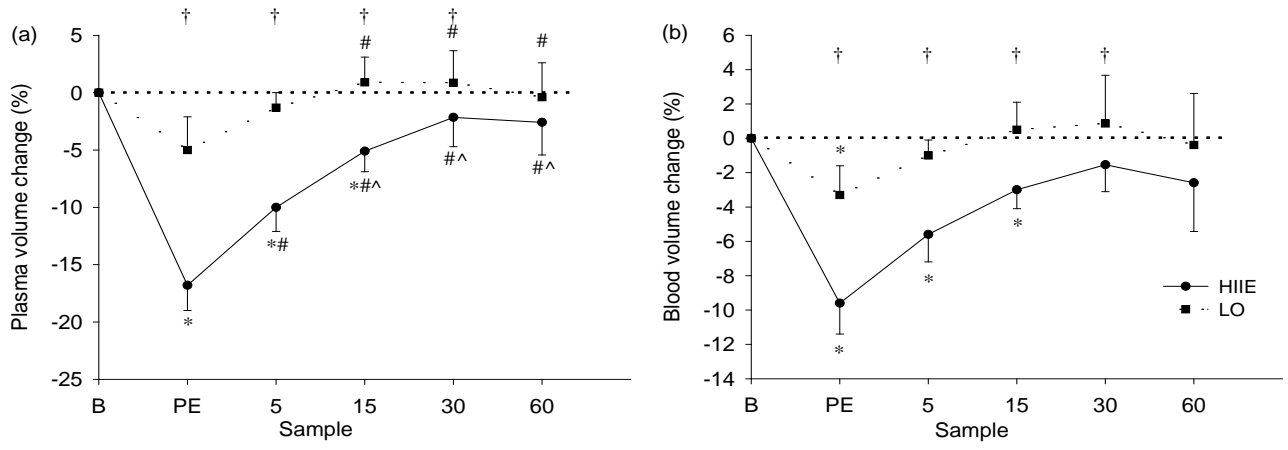 (a)
† † † †
# # #
5
0
-5
-10
-15
-20
-25
Plasma volume change (%)
*
*#
*#^
#^
#^
B PE 5 15 30 60
Sample
(b)
† † † †
6
4
2
0
-2
-4
-6
-8
-10
-12
-14
Blood volume change (%)
*
*
*
*
HIIE
LO
B PE 5 15 30 60
Sample